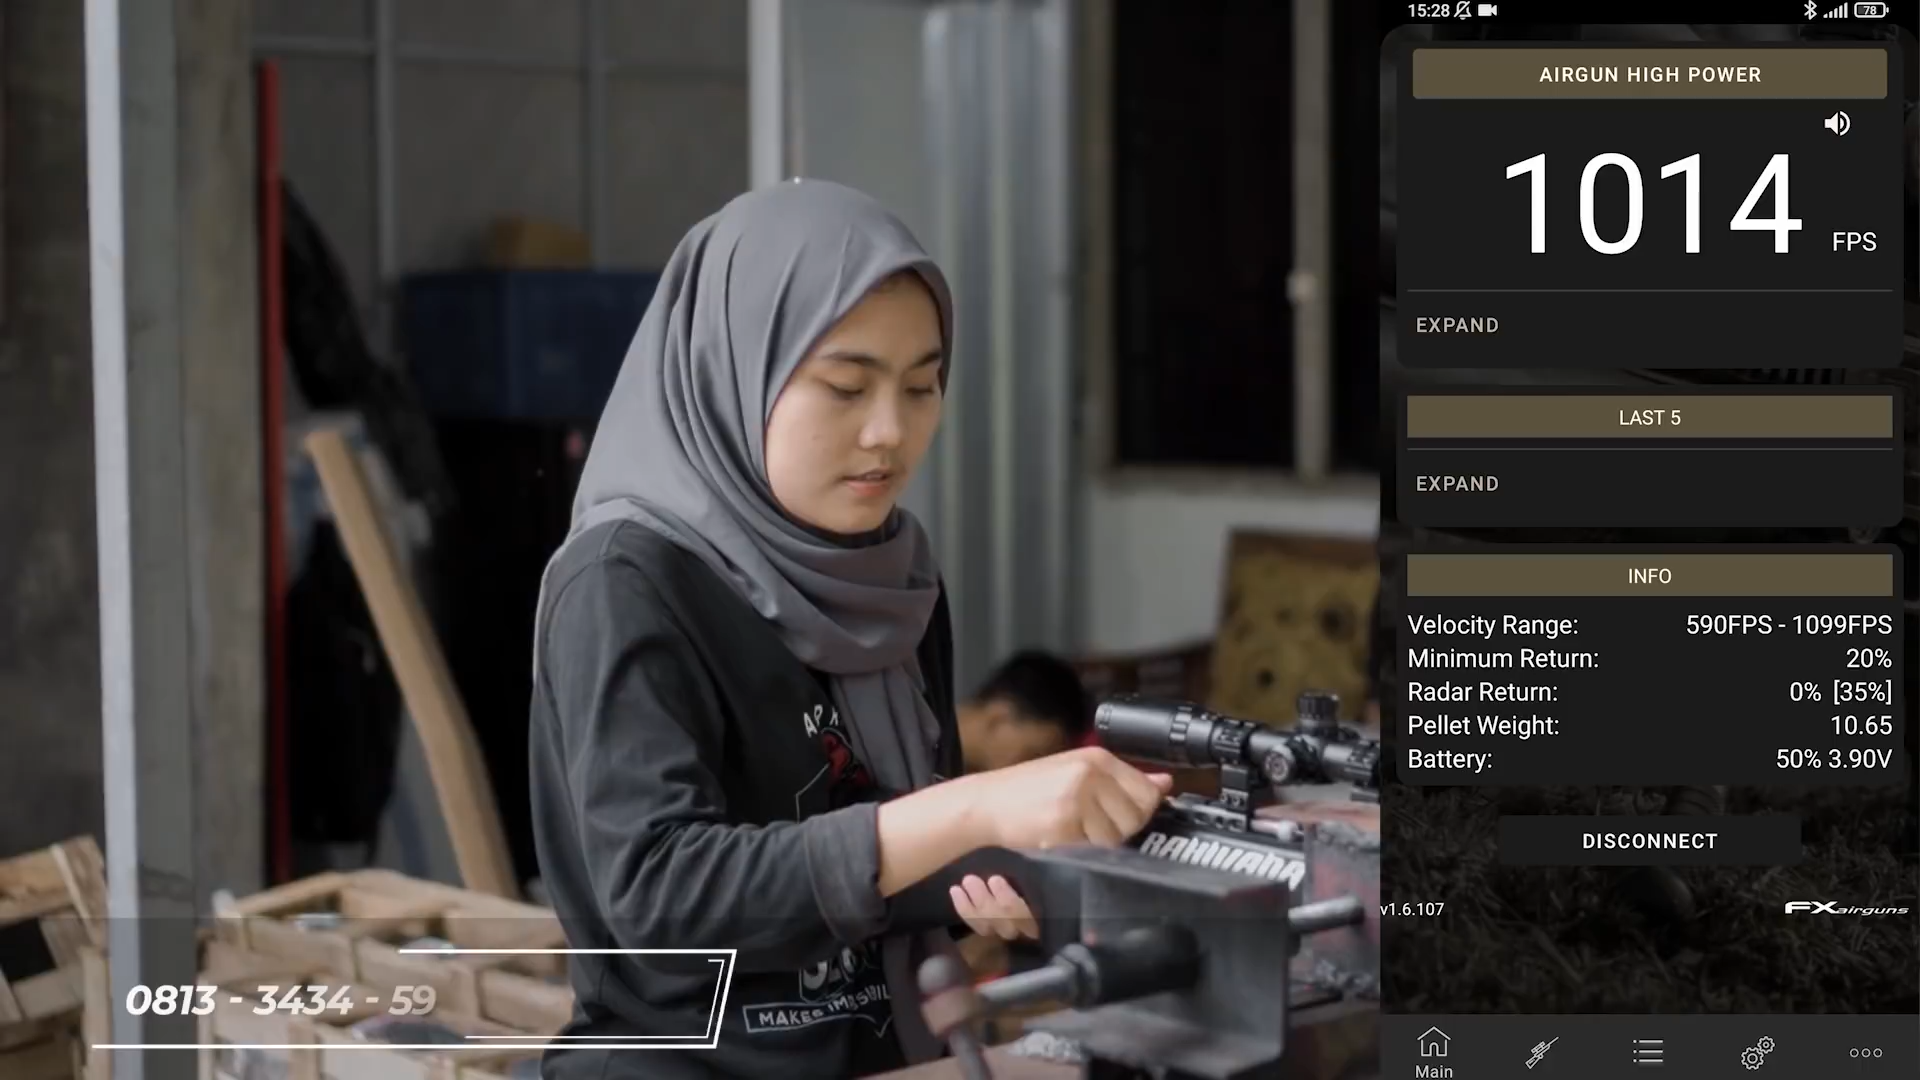 15:28
78
AIRGUN HIGH POWER
1014
FPS
EXPAND
LAST 5
EXPAND
INFO
Velocity Range: 590FPS - 1099FPS
Minimum Return: 20%
Radar Return: 0% [35%]
Pellet Weight: 10.65
Battery: 50% 3.90V
DISCONNECT
v1.6.107
FXairguns
Main
0813 - 3434 - 59
MAKES